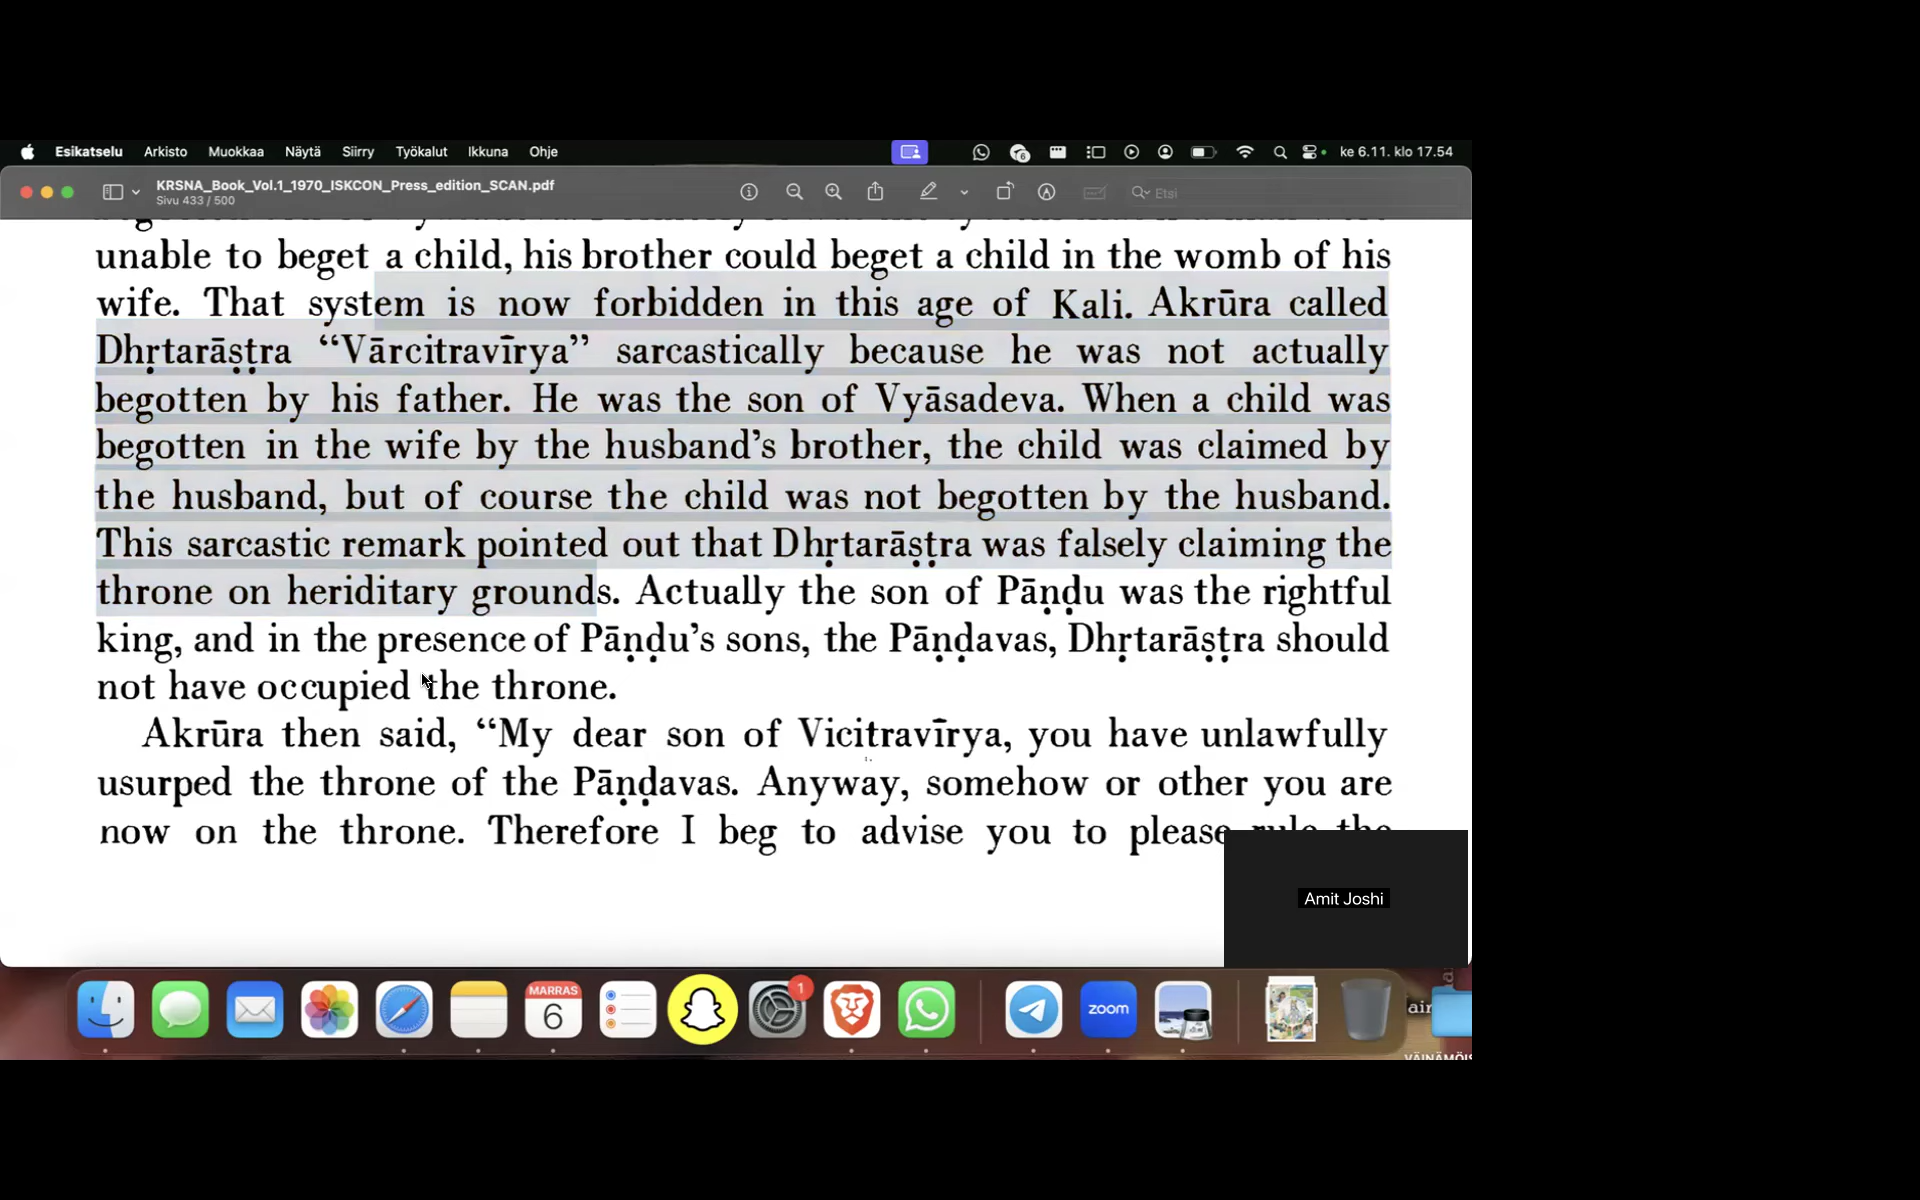 Esikatselu Arkisto Muokkaa Näytä Siirry Työkalut Ikkuna Ohje
ke 6.11. klo 17.54
KRSNA_Book_Vol.1_1970_ISKCON_Press_edition_SCAN.pdf
Sivu 433 / 500
Etsi
unable to beget a child, his brother could beget a child in the womb of his
wife. That system is now forbidden in this age of Kali. Akrūra called
Dhṛtarāṣṭra “Vārcitravīrya” sarcastically because he was not actually
begotten by his father. He was the son of Vyāsadeva. When a child was
begotten in the wife by the husband’s brother, the child was claimed by
the husband, but of course the child was not begotten by the husband.
This sarcastic remark pointed out that Dhṛtarāṣṭra was falsely claiming the
throne on heriditary grounds. Actually the son of Pāṇḍu was the rightful
king, and in the presence of Pāṇḍu’s sons, the Pāṇḍavas, Dhṛtarāṣṭra should
not have occupied the throne.
Akrūra then said, “My dear son of Vicitravīrya, you have unlawfully
usurped the throne of the Pāṇḍavas. Anyway, somehow or other you are
now on the throne. Therefore I beg to advise you to please rule the
Amit Joshi
MARRAS
6
1
zoom